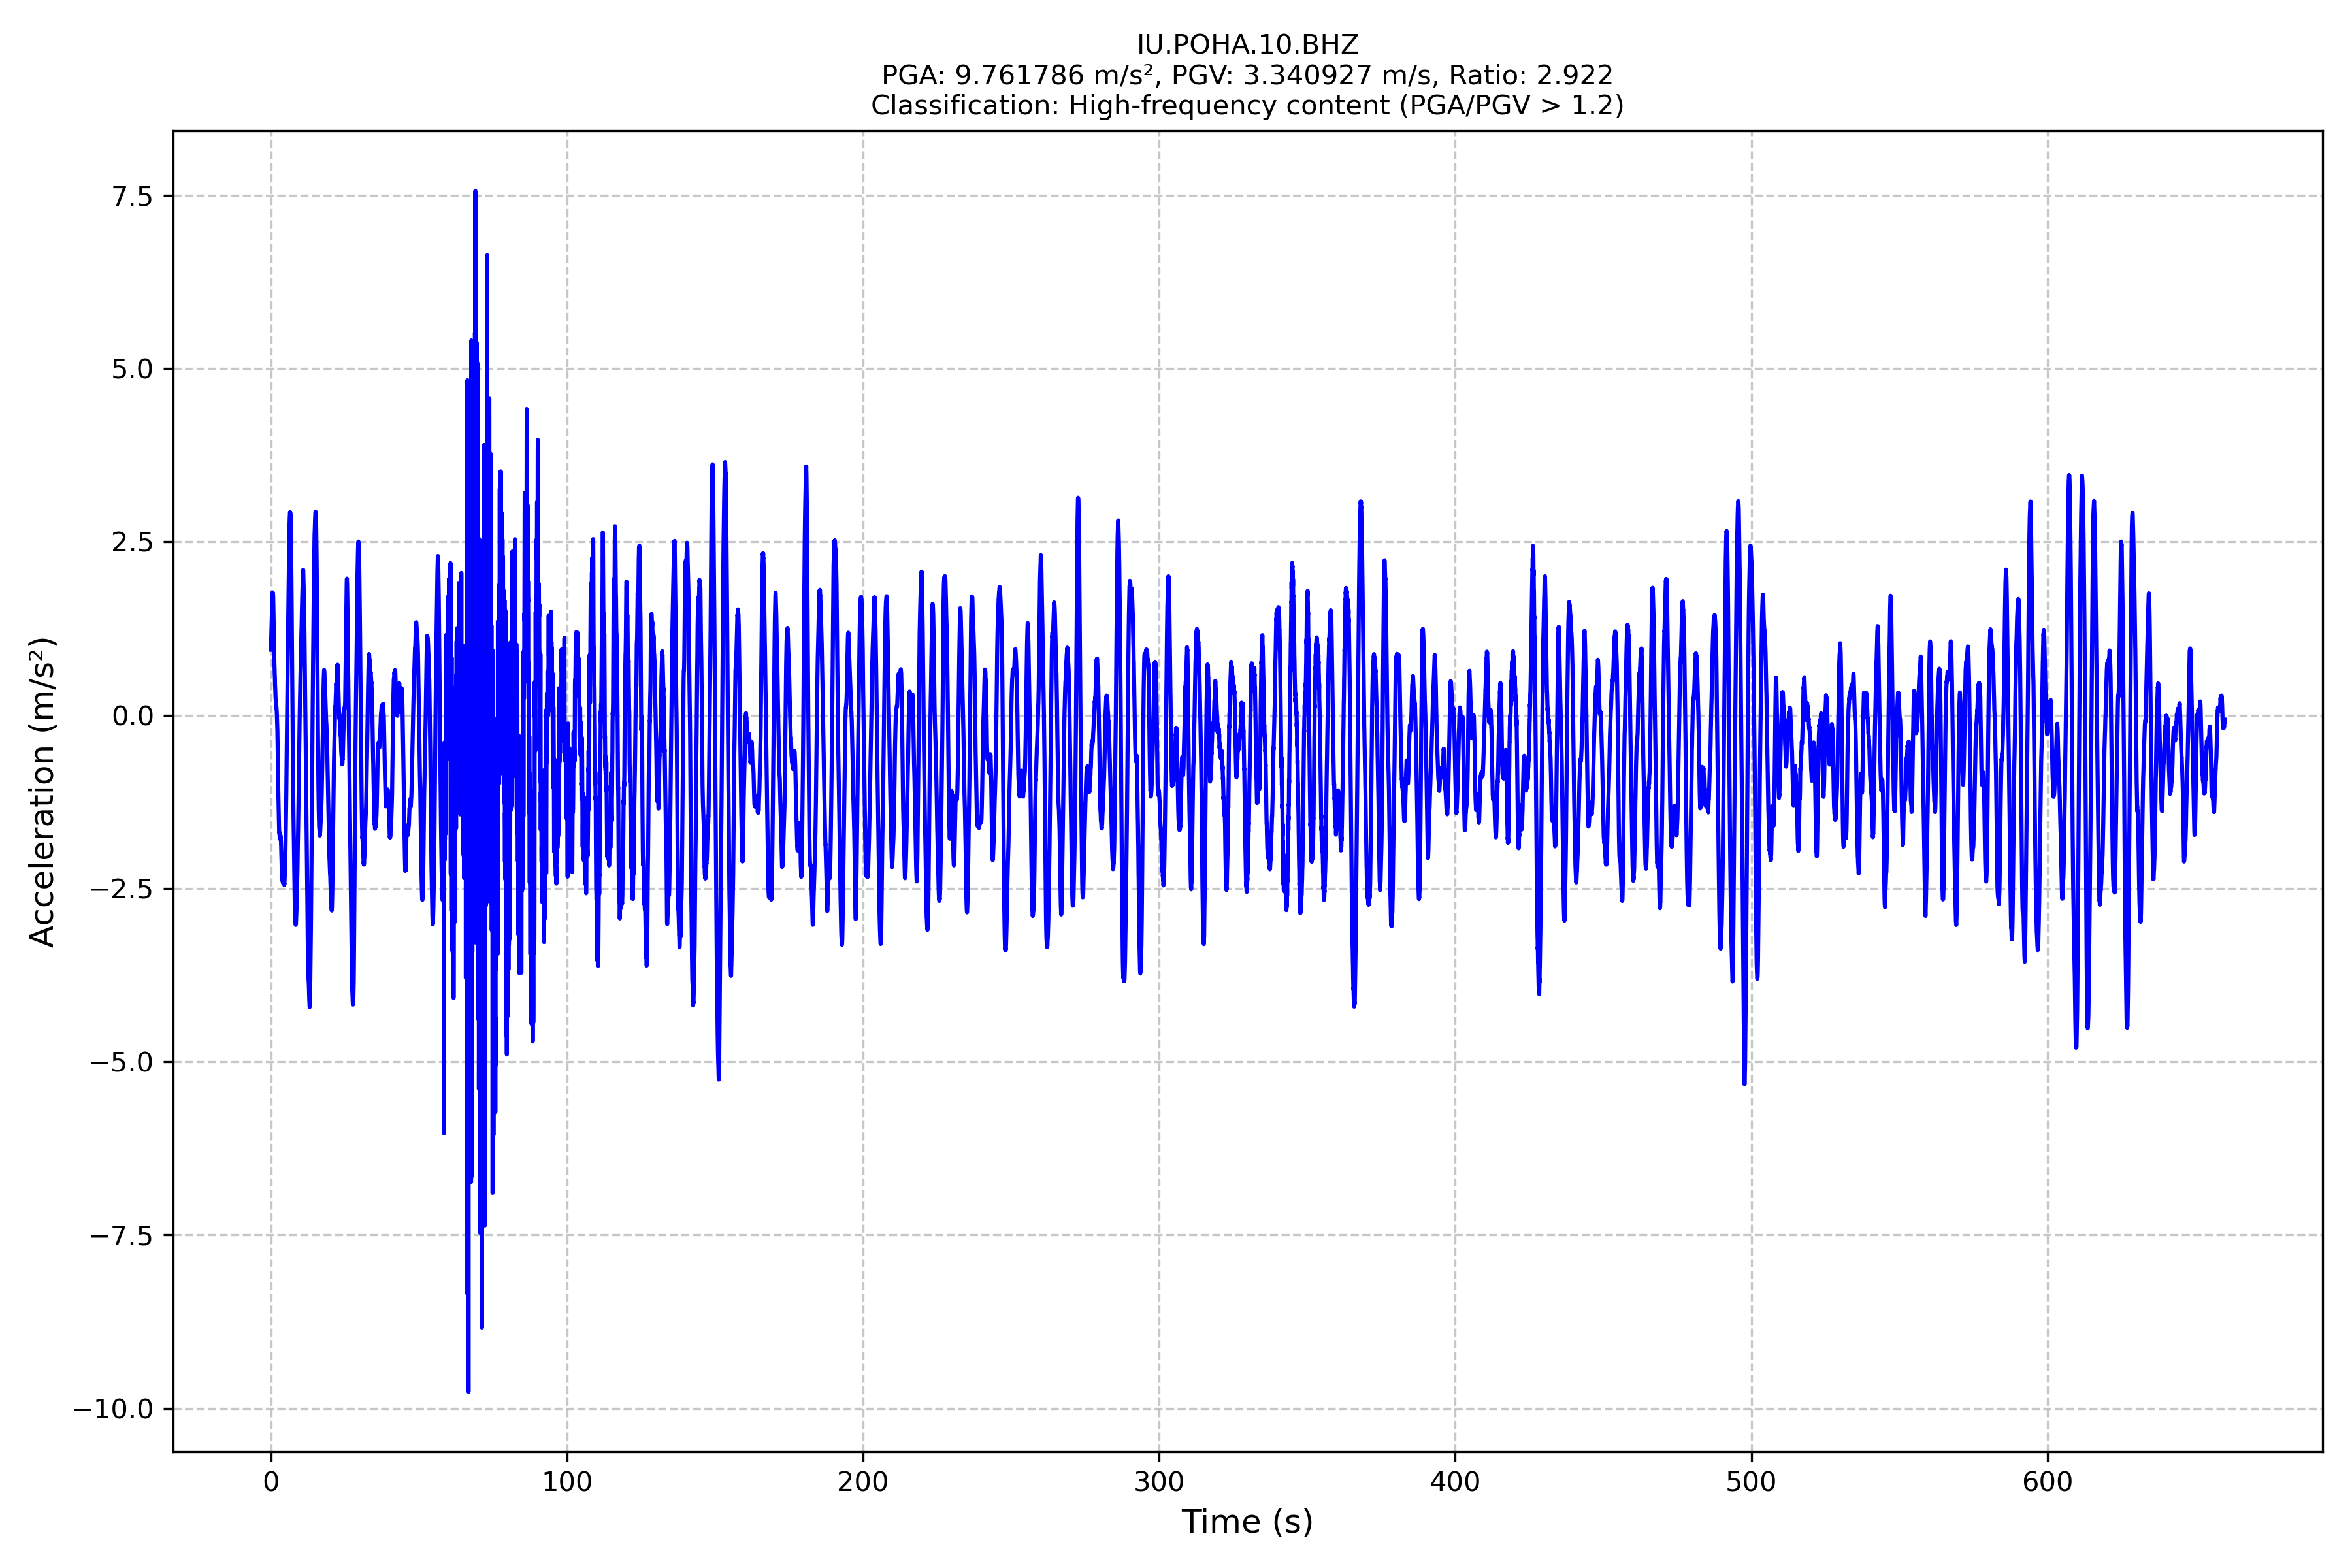 IU.POHA.10.BHZ
PGA: 9.761786 m/s², PGV: 3.340927 m/s, Ratio: 2.922
Classification: High-frequency content (PGA/PGV > 1.2)
Acceleration (m/s²)
7.5
5.0
2.5
0.0
−2.5
−5.0
−7.5
−10.0
0 100 200 300 400 500 600
Time (s)